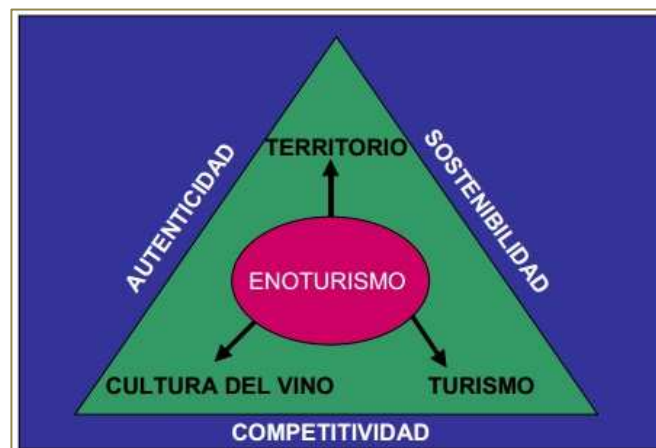 TERRITORIO
AUTENTICIDAD
SOSTENIBILIDAD
ENOTURISMO
CULTURA DEL VINO
TURISMO
COMPETITIVIDAD